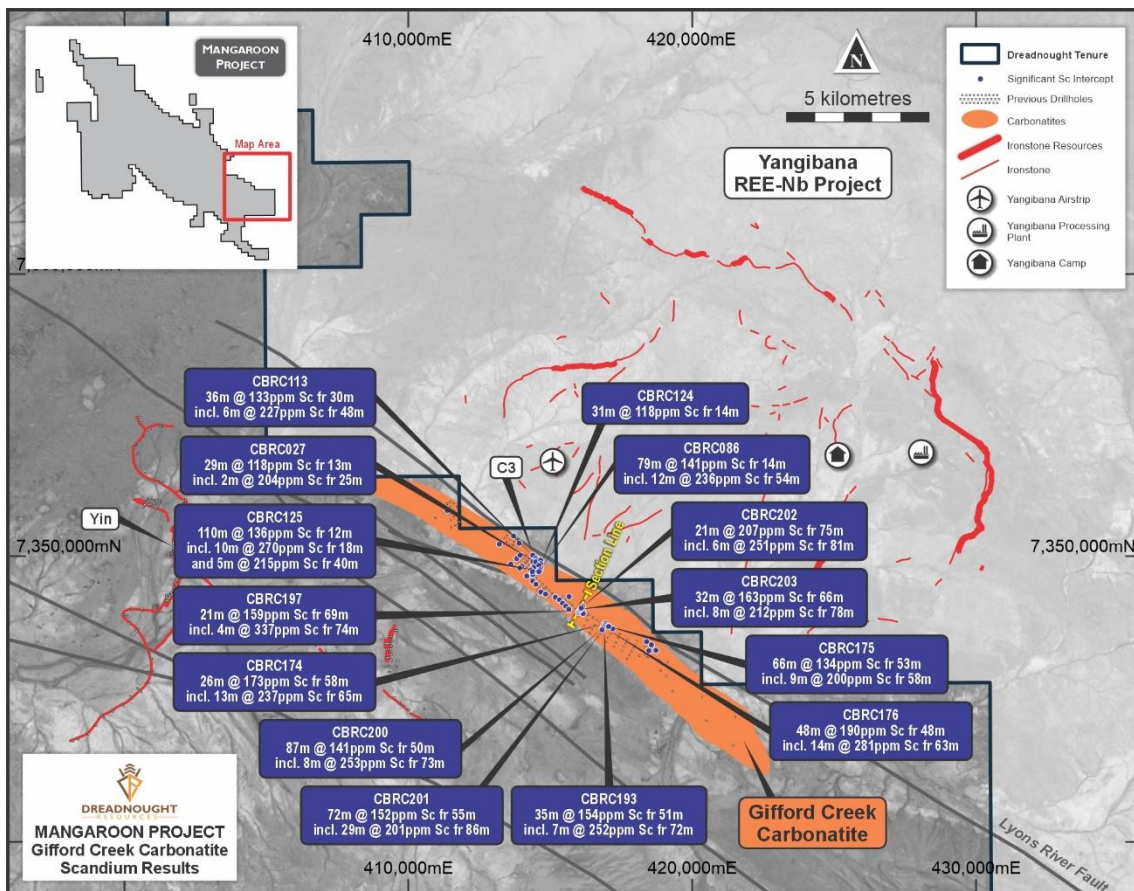 410,000mE
420,000mE
MANGAROON
PROJECT
Map Area
N
5 kilometres
Dreadnought Tenure
Significant Sc Intercept
Previous Drillholes
Carbonatites
Ironstone Resources
Ironstone
Yangibana Airstrip
Yangibana Processing
Plant
Yangibana Camp
Yangibana
REE-Nb Project
CBRC113
36m @ 133ppm Sc fr 30m
incl. 6m @ 227ppm Sc fr 48m
CBRC124
31m @ 118ppm Sc fr 14m
CBRC027
29m @ 118ppm Sc fr 13m
incl. 2m @ 204ppm Sc fr 25m
C3
CBRC086
79m @ 141ppm Sc fr 14m
incl. 12m @ 236ppm Sc fr 54m
Yin
CBRC125
110m @ 136ppm Sc fr 12m
incl. 10m @ 270ppm Sc fr 18m
and 5m @ 215ppm Sc fr 40m
Section Line
CBRC202
21m @ 207ppm Sc fr 75m
incl. 6m @ 251ppm Sc fr 81m
7,350,000mN
7,350,000mN
CBRC203
32m @ 163ppm Sc fr 66m
incl. 8m @ 212ppm Sc fr 78m
CBRC197
21m @ 159ppm Sc fr 69m
incl. 4m @ 337ppm Sc fr 74m
CBRC175
66m @ 134ppm Sc fr 53m
incl. 9m @ 200ppm Sc fr 58m
CBRC174
26m @ 173ppm Sc fr 58m
incl. 13m @ 237ppm Sc fr 65m
CBRC176
48m @ 190ppm Sc fr 48m
incl. 14m @ 281ppm Sc fr 63m
CBRC200
87m @ 141ppm Sc fr 50m
incl. 8m @ 253ppm Sc fr 73m
CBRC201
72m @ 152ppm Sc fr 55m
incl. 29m @ 201ppm Sc fr 86m
CBRC193
35m @ 154ppm Sc fr 51m
incl. 7m @ 252ppm Sc fr 72m
Gifford Creek
Carbonatite
Lyons River Fault
DREADNOUGHT
RESOURCES
MANGAROON PROJECT
Gifford Creek Carbonatite
Scandium Results
410,000mE
420,000mE
430,000mE